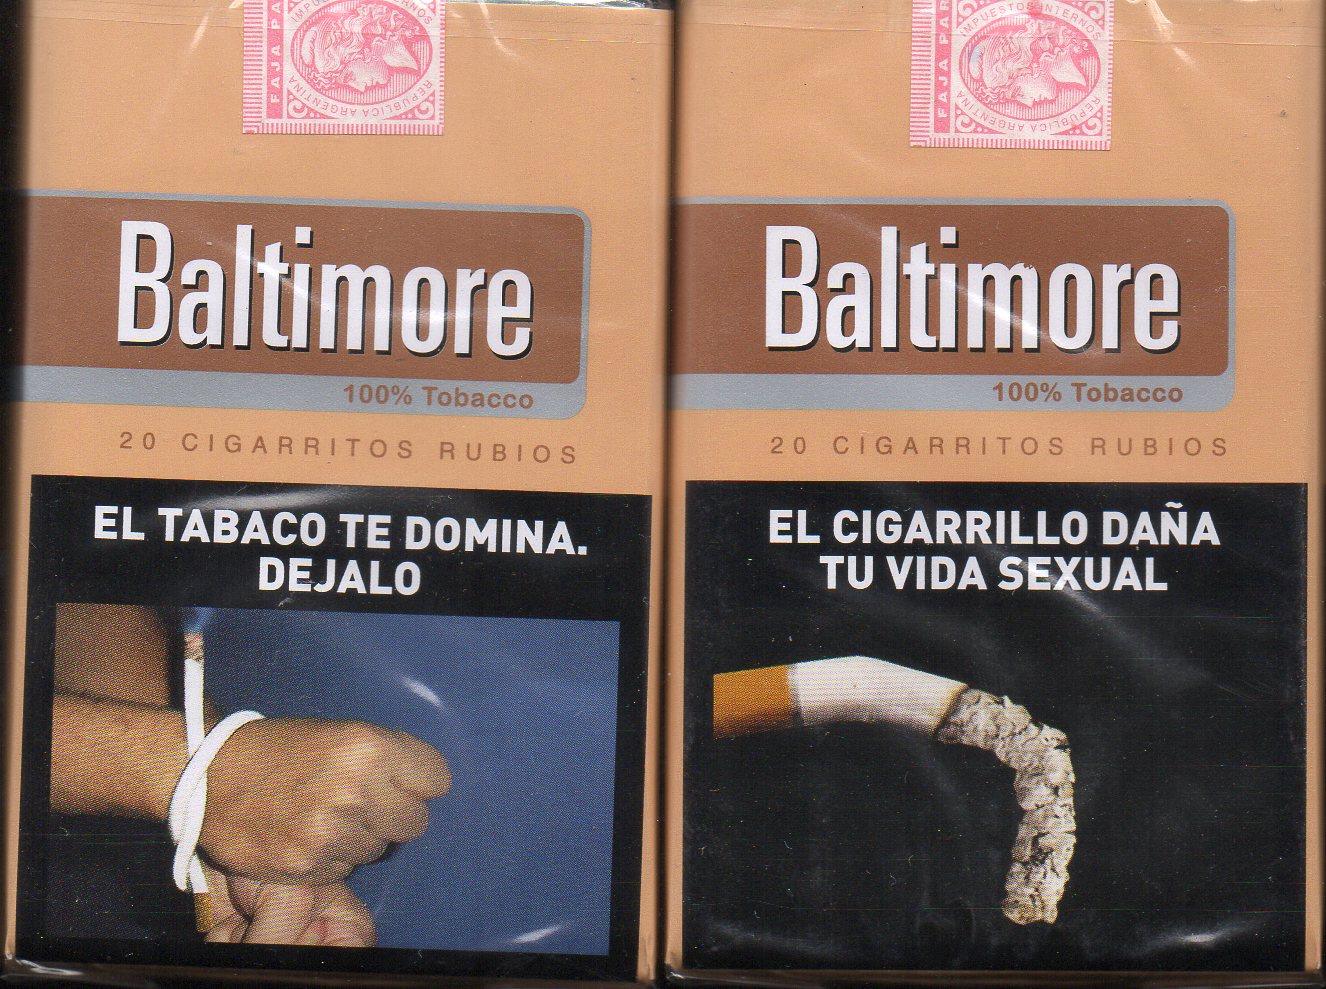 FAJA PA
IMPUESTOS INTERNOS
REPUBLICA ARGENTINA
Baltimore
100% Tobacco
20 CIGARRITOS RUBIOS
EL TABACO TE DOMINA.
DEJALO
FAJA PAR
IMPUESTOS INTERNOS
REPUBLICA ARGENTINA
Baltimore
100% Tobacco
20 CIGARRITOS RUBIOS
EL CIGARRILLO DAÑA
TU VIDA SEXUAL